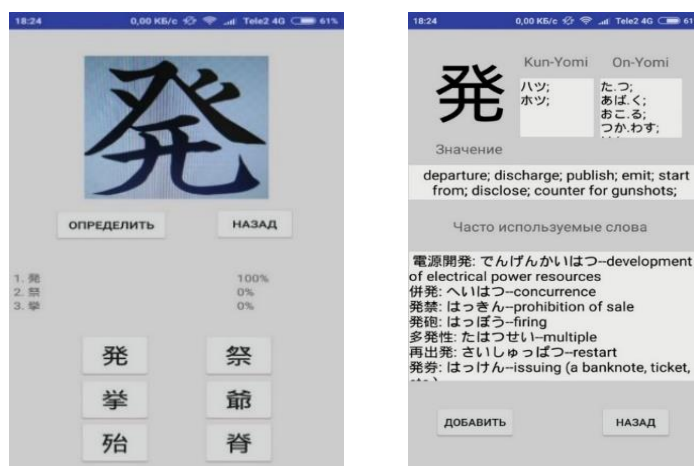 18:24 0,00 КБ/с Tele2 4G 61%
発
ОПРЕДЕЛИТЬ НАЗАД
1. 発 100%
2. 祭 0%
3. 挙 0%
発 祭
挙 爺
殆 脊
18:24 0,00 КБ/с Tele2 4G
発
Kun-Yomi On-Yomi
ハツ; た.つ;
ホツ; あば.く;
おこ.る;
つか.わす;
Значение
departure; discharge; publish; emit; start
from; disclose; counter for gunshots;
Часто используемые слова
電源開発: でんげんかいはつ--development
of electrical power resources
併発: へいはつ--concurrence
発禁: はっきん--prohibition of sale
発砲: はっぽう--firing
多発性: たはつせい--multiple
再出発: さいしゅっぱつ--restart
発券: はっけん--issuing (a banknote, ticket,
ДОБАВИТЬ НАЗАД